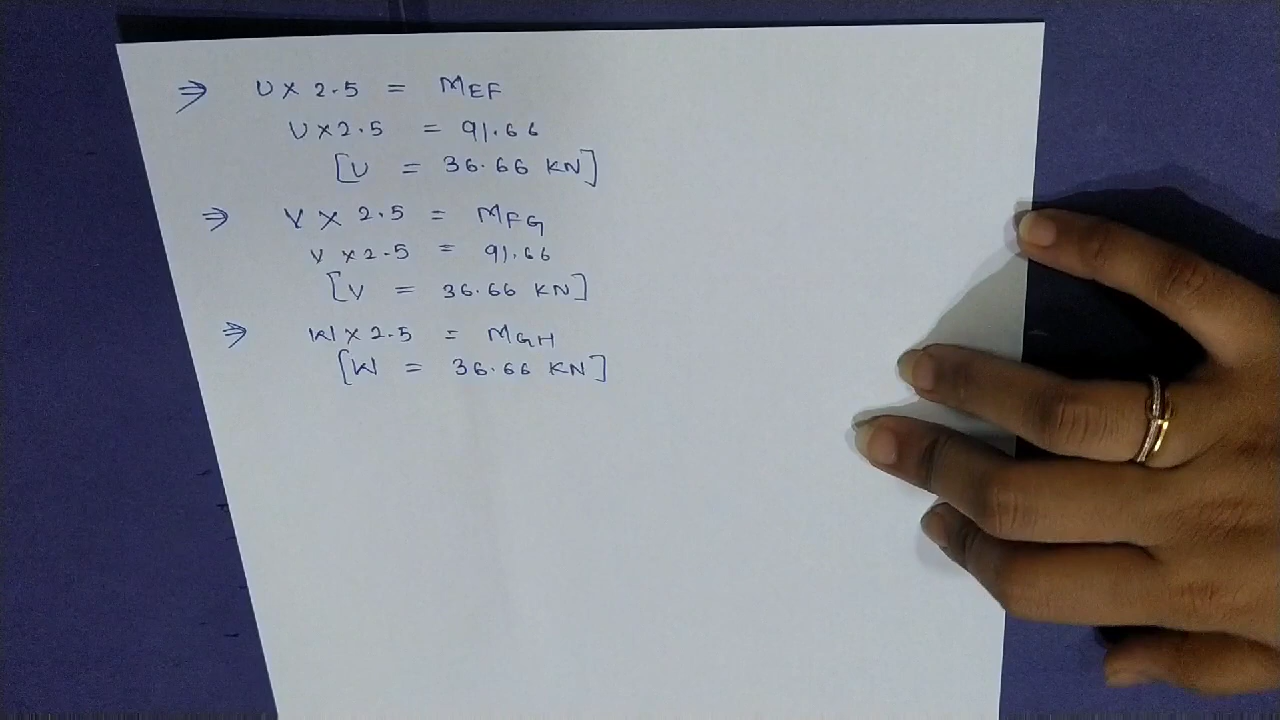 ⇒ U × 2.5 = MEF
U × 2.5 = 91.66
[U = 36.66 KN]
⇒ V × 2.5 = MFG
V × 2.5 = 91.66
[V = 36.66 KN]
⇒ W × 2.5 = MGH
[W = 36.66 KN]